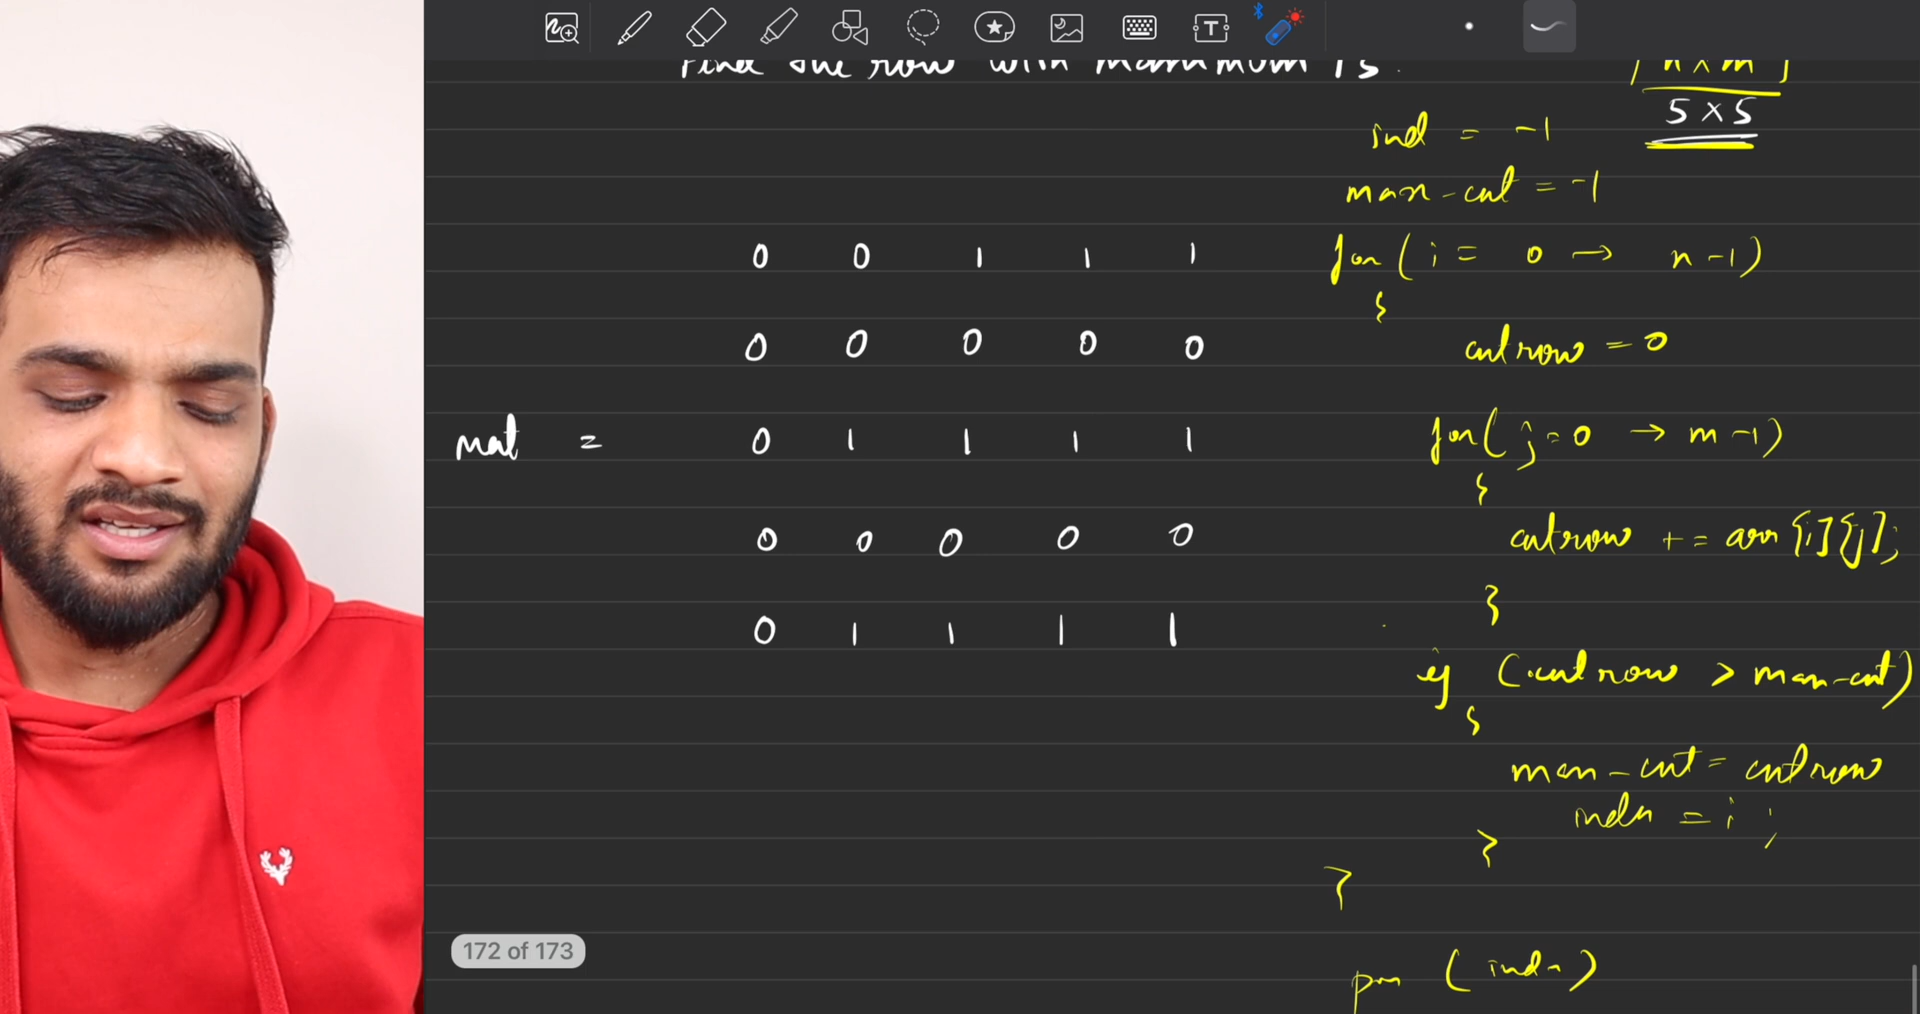 Find the row with maximum 1s.
n x m
5 x 5
ind = -1
max-cnt = -1
0 0 1 1 1
for ( i = 0 → n-1)
{
0 0 0 0 0
cntrow = 0
mat = 0 1 1 1 1
for( j=0 → m-1)
{
0 0 0 0 0
cntrow += arr[i][j];
}
0 1 1 1 1
if (cntrow > max-cnt)
{
max-cnt = cntrow
index = i ;
}
}
172 of 173